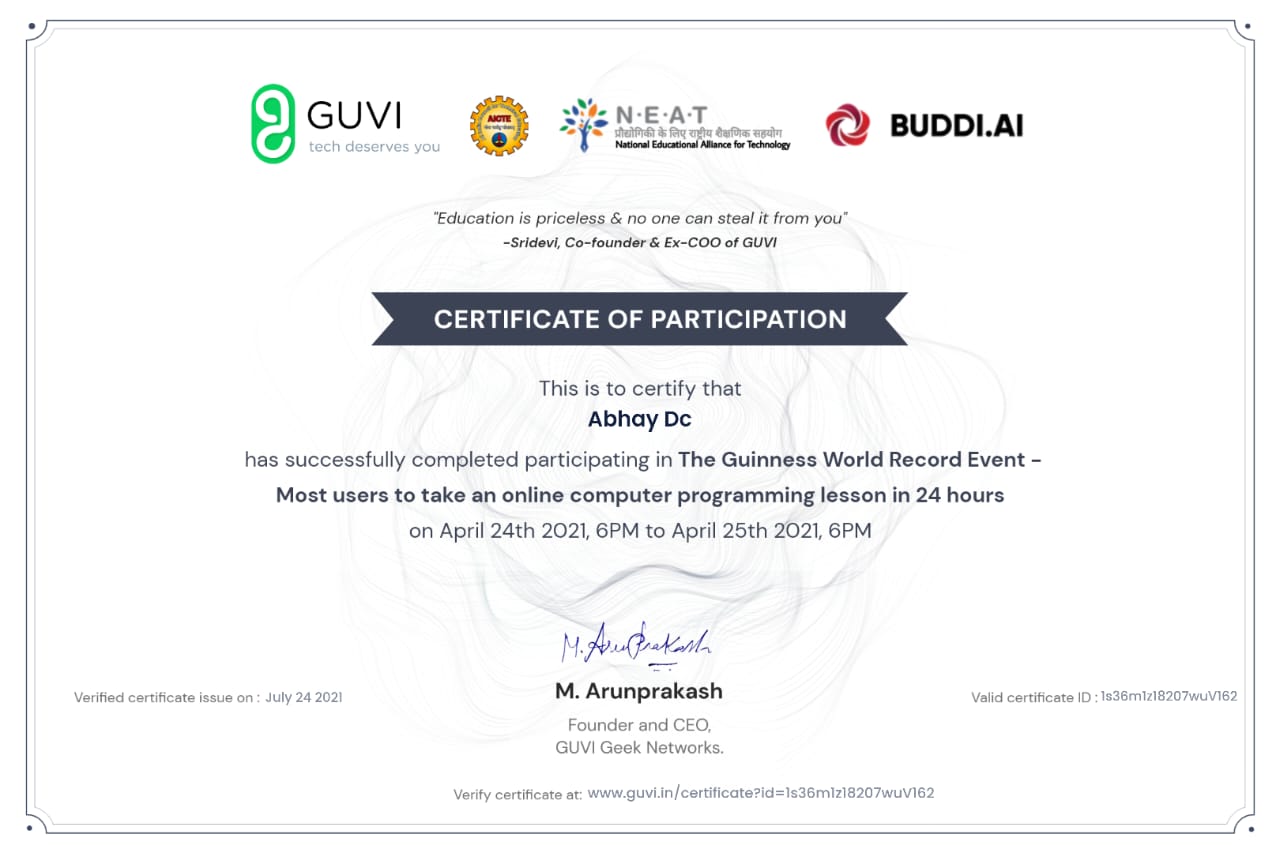 GUVI
tech deserves you
AICTE
N·E·A·T
प्रौद्योगिकी के लिए राष्ट्रीय शैक्षणिक सहयोग
National Educational Alliance for Technology
BUDDI.AI
"Education is priceless & no one can steal it from you"
-Sridevi, Co-founder & Ex-COO of GUVI
CERTIFICATE OF PARTICIPATION
This is to certify that
Abhay Dc
has successfully completed participating in The Guinness World Record Event -
Most users to take an online computer programming lesson in 24 hours
on April 24th 2021, 6PM to April 25th 2021, 6PM
M. ArunPrakash
M. Arunprakash
Founder and CEO,
GUVI Geek Networks.
Verified certificate issue on : July 24 2021
Valid certificate ID : 1s36m1z18207wuV162
Verify certificate at: www.guvi.in/certificate?id=1s36m1z18207wuV162